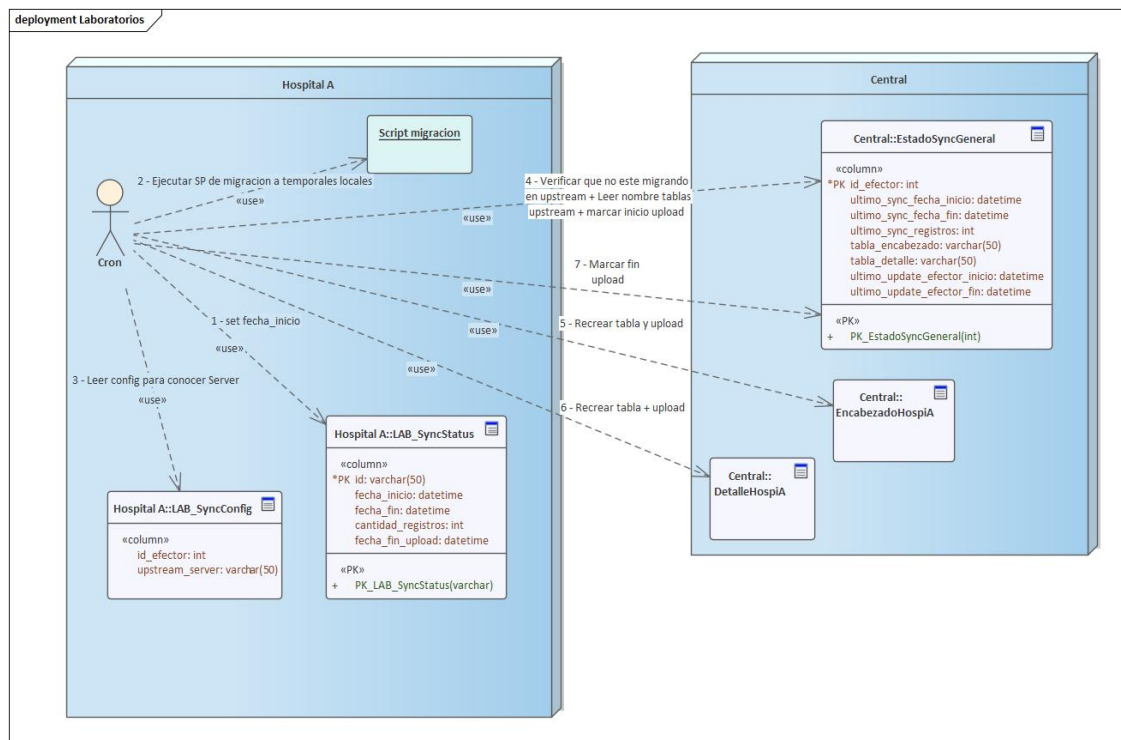 deployment Laboratorios
Hospital A
Script migracion
2 - Ejecutar SP de migracion a temporales locales
«use»
Cron
1 - set fecha_inicio
«use»
3 - Leer config para conocer Server
«use»
Hospital A::LAB_SyncConfig
«column»
id_efector: int
upstream_server: varchar(50)
Hospital A::LAB_SyncStatus
«column»
*PK id: varchar(50)
fecha_inicio: datetime
fecha_fin: datetime
cantidad_registros: int
fecha_fin_upload: datetime
«PK»
+ PK_LAB_SyncStatus(varchar)
4 - Verificar que no este migrando
en upstream + Leer nombre tablas
upstream + marcar inicio upload
«use»
7 - Marcar fin
upload
«use»
5 - Recrear tabla y upload
«use»
6 - Recrear tabla + upload
«use»
Central
Central::EstadoSyncGeneral
«column»
*PK id_efector: int
ultimo_sync_fecha_inicio: datetime
ultimo_sync_fecha_fin: datetime
ultimo_sync_registros: int
tabla_encabezado: varchar(50)
tabla_detalle: varchar(50)
ultimo_update_efector_inicio: datetime
ultimo_update_efector_fin: datetime
«PK»
+ PK_EstadoSyncGeneral(int)
Central::
EncabezadoHospiA
Central::
DetalleHospiA